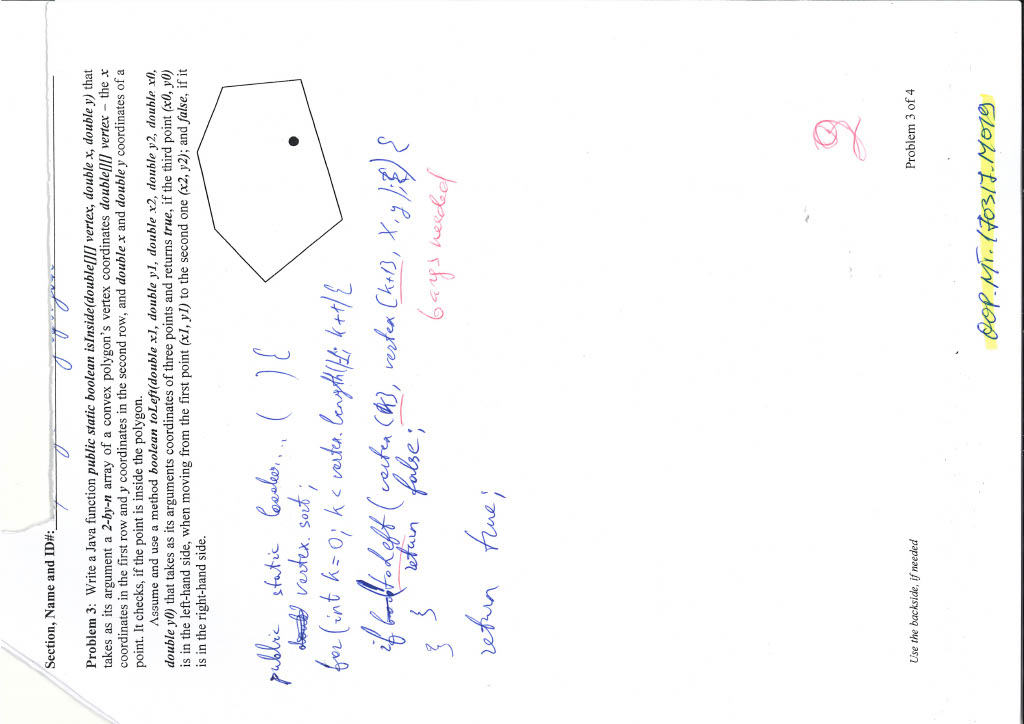 Section, Name and ID#:
Problem 3: Write a Java function public static boolean isInside(double[][] vertex, double x, double y) that
takes as its argument a 2-by-n array of a convex polygon's vertex coordinates double[][] vertex – the x
coordinates in the first row and y coordinates in the second row, and double x and double y coordinates of a
point. It checks, if the point is inside the polygon.
Assume and use a method boolean toLeft(double x1, double y1, double x2, double y2, double x0,
double y0) that takes as its arguments coordinates of three points and returns true, if the third point (x0, y0)
is in the left-hand side, when moving from the first point (x1, y1) to the second one (x2, y2); and false, if it
is in the right-hand side.
public static ( ) {
vertex. sort;
for (int k = 0; k < vertex. length k++) {
if toLeft ( vertex [k], vertex [k+1], x, y ) {
return false;
} }
6 args needed
return true;
9
Use the backside, if needed
Problem 3 of 4
OOP.MT.170317.M019